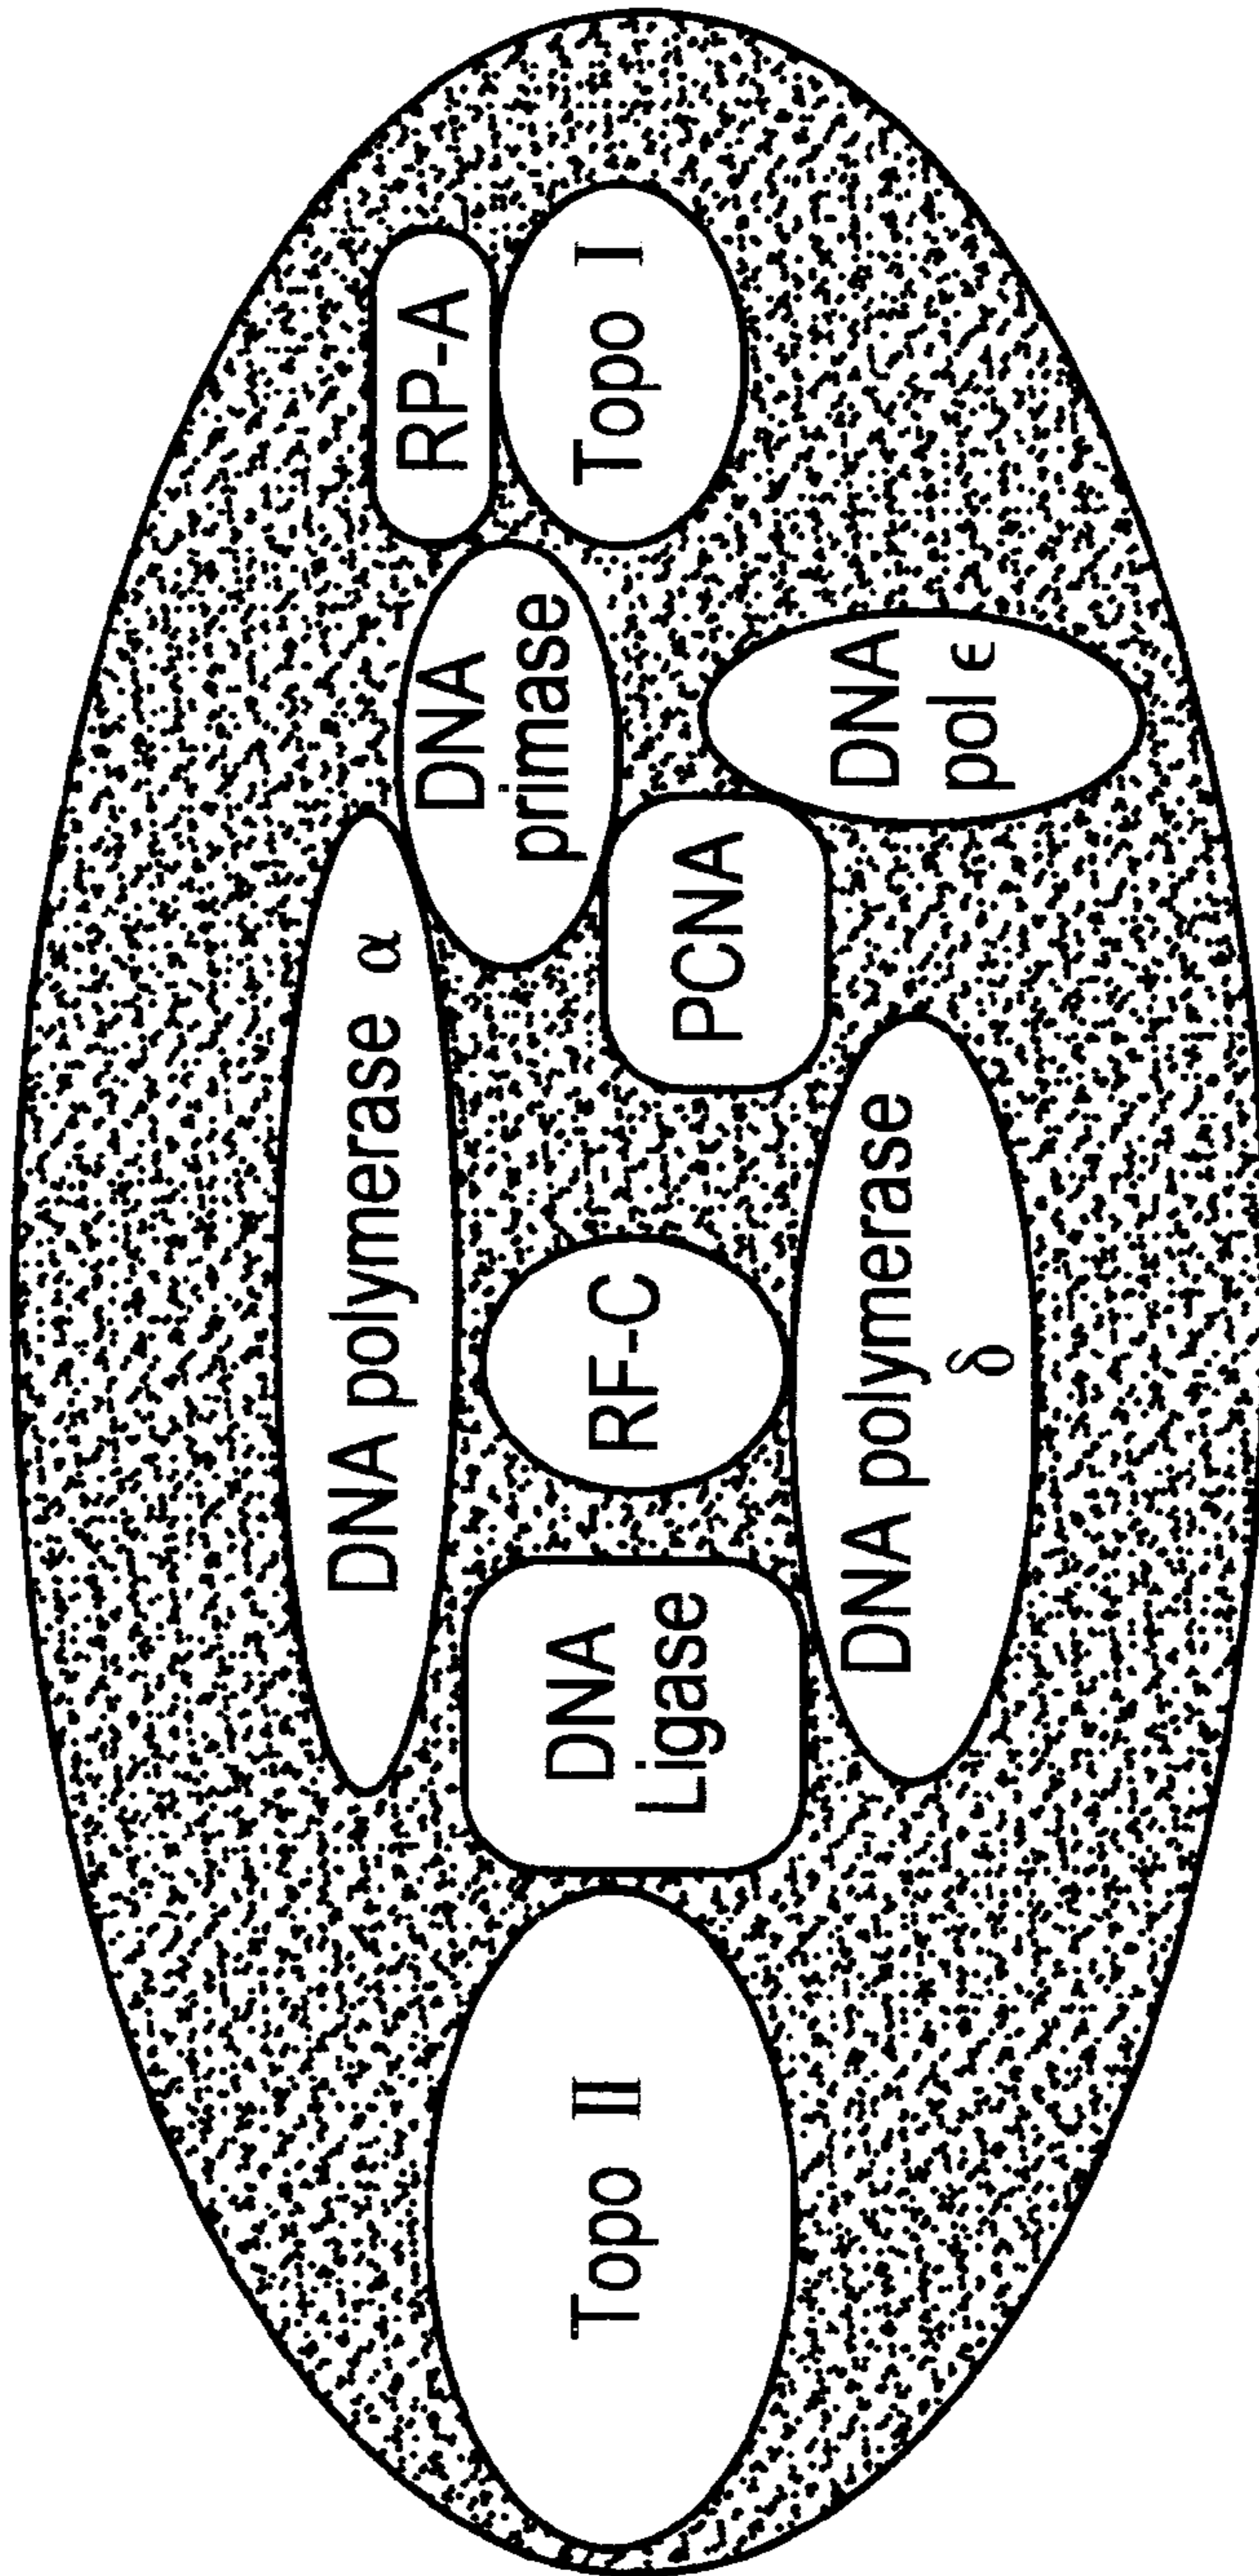 DNA polymerase α
RP-A
DNA
primase
Topo I
Topo II
DNA
Ligase
RF-C
PCNA
DNA polymerase
δ
DNA
pol ϵ